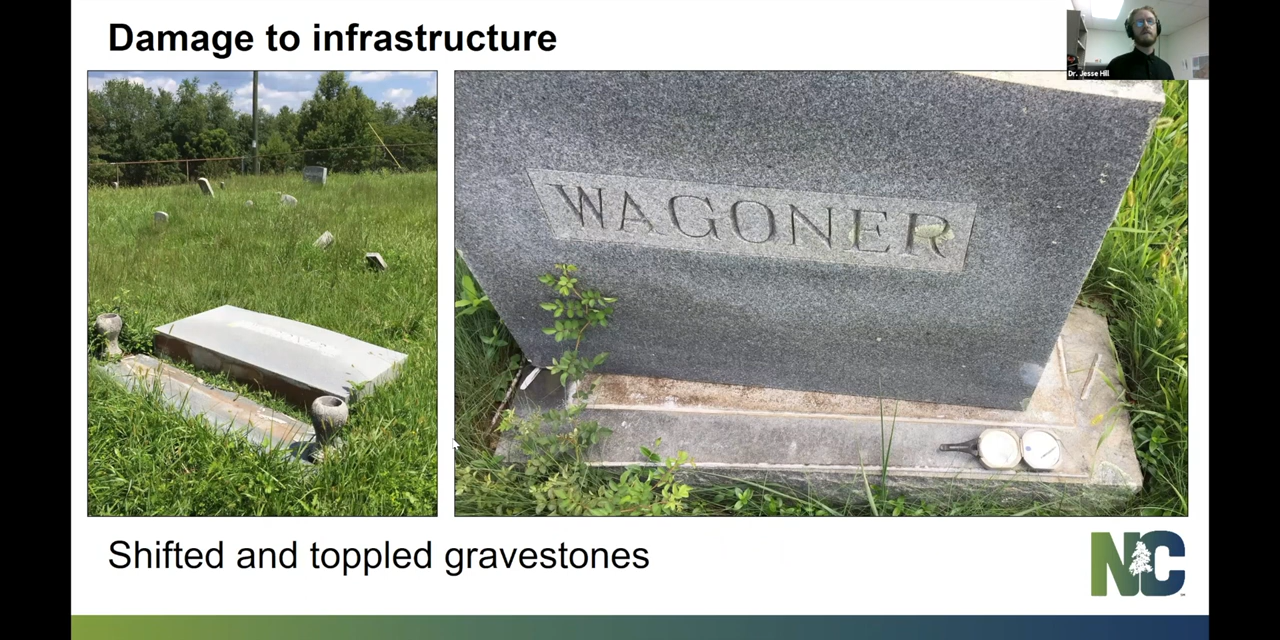 Damage to infrastructure
Dr. Jesse Hill
WAGONER
Shifted and toppled gravestones
NC